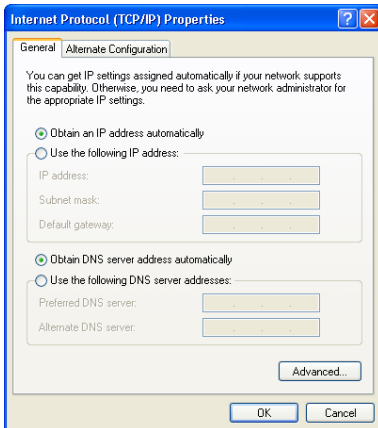 Internet Protocol (TCP/IP) Properties
General
Alternate Configuration
You can get IP settings assigned automatically if your network supports
this capability. Otherwise, you need to ask your network administrator for
the appropriate IP settings.
Obtain an IP address automatically
Use the following IP address:
IP address:
Subnet mask:
Default gateway:
Obtain DNS server address automatically
Use the following DNS server addresses:
Preferred DNS server:
Alternate DNS server:
Advanced...
OK
Cancel